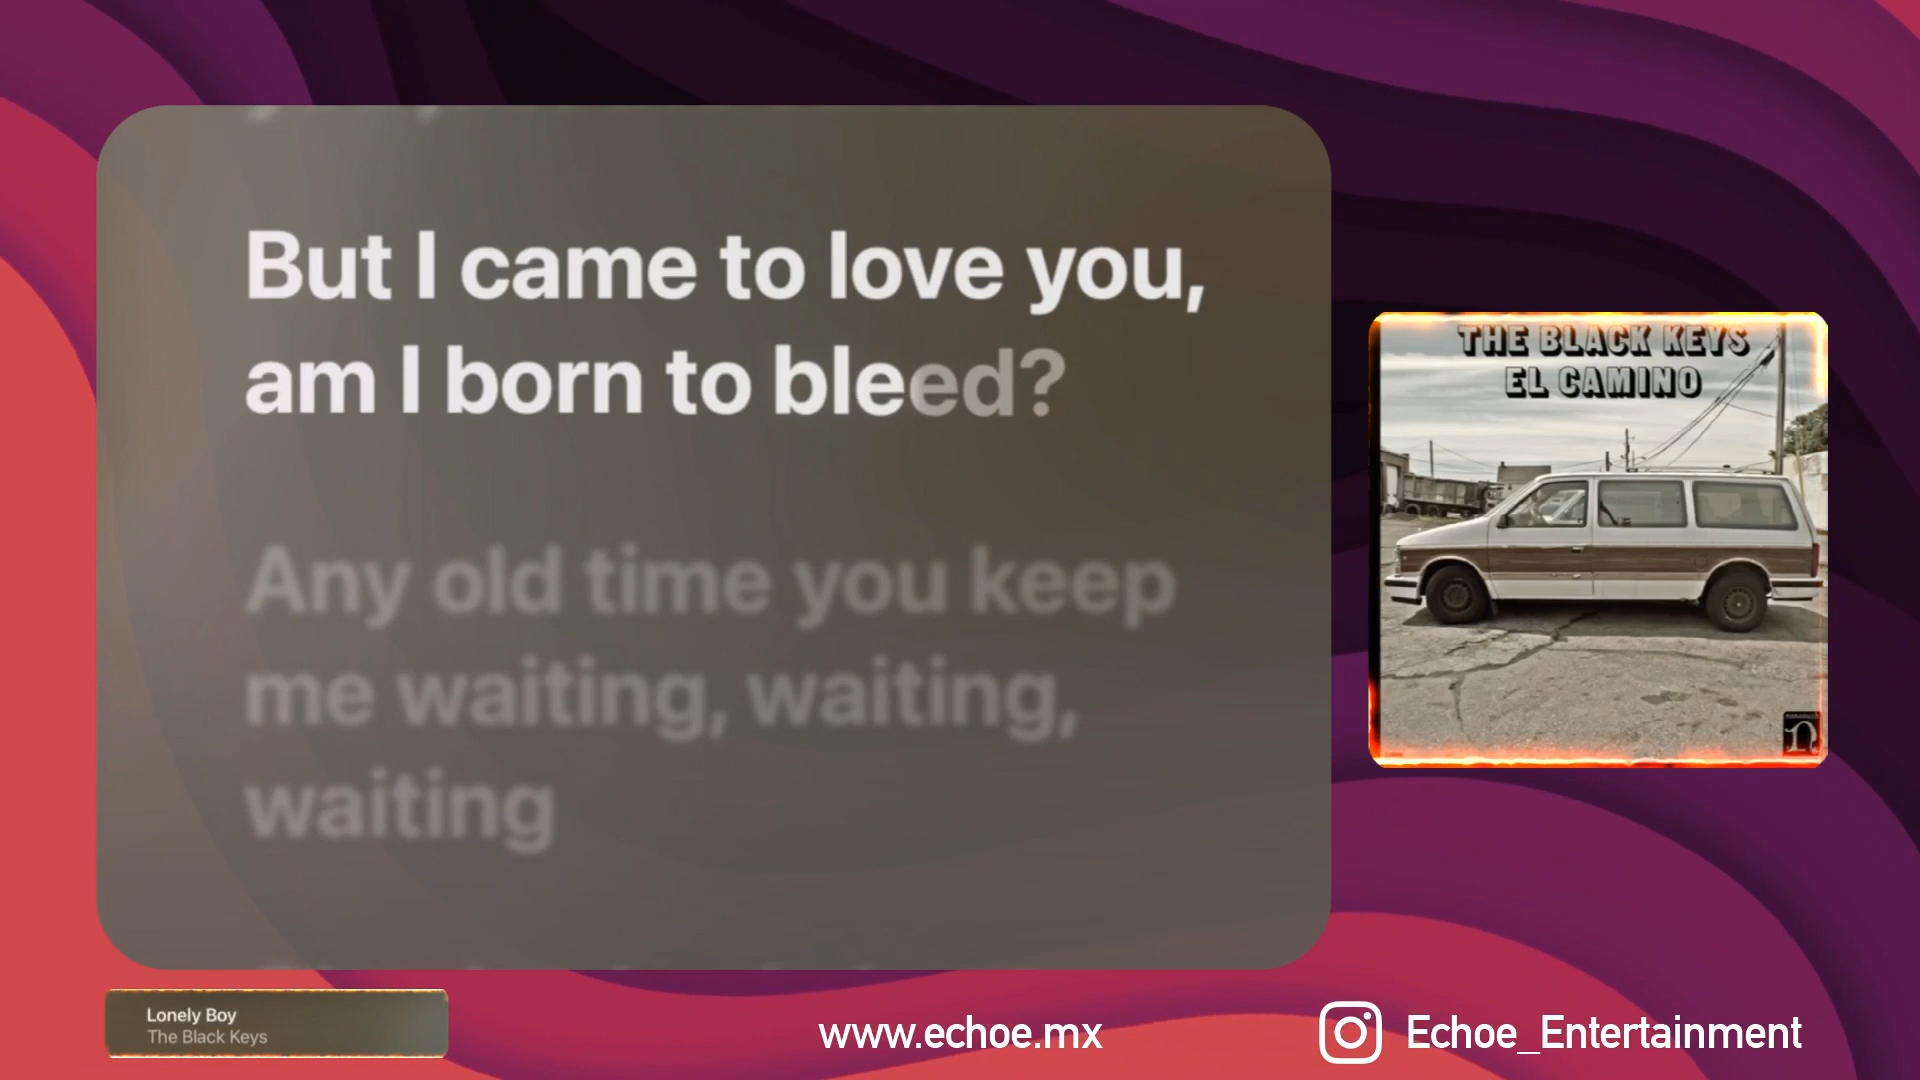 But I came to love you,
am I born to bleed?
Any old time you keep
me waiting, waiting,
waiting
THE BLACK KEYS
EL CAMINO
Lonely Boy
The Black Keys
www.echoe.mx
Echoe_Entertainment